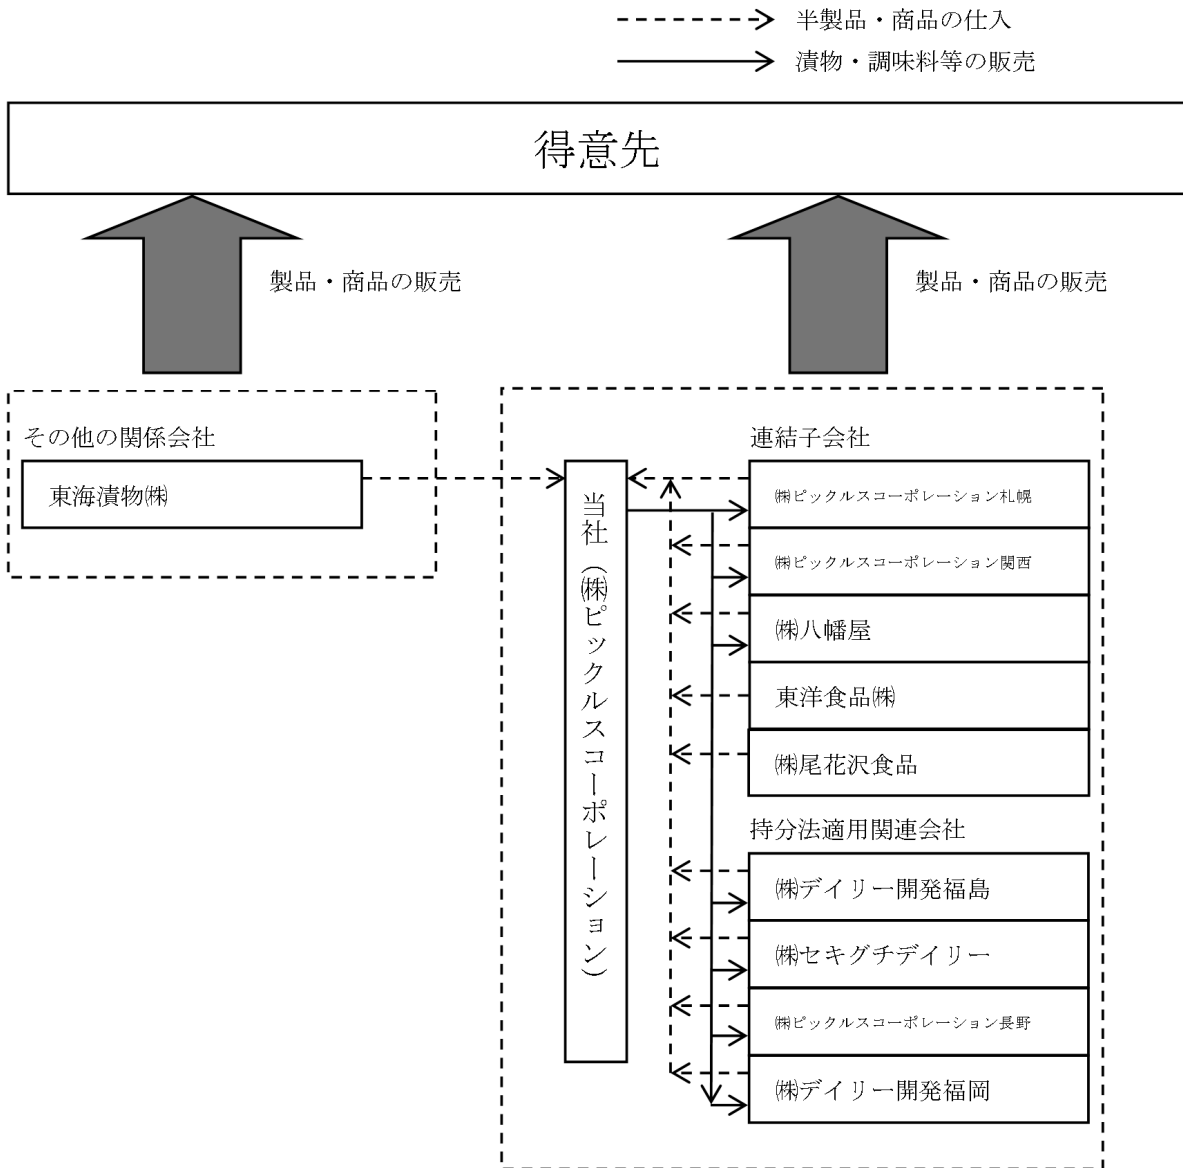 半製品・商品の仕入
漬物・調味料等の販売
得意先
製品・商品の販売
製品・商品の販売
その他の関係会社
東海漬物㈱
当社（㈱ピックルスコーポレーション）
連結子会社
㈱ピックルスコーポレーション札幌
㈱ピックルスコーポレーション関西
㈱八幡屋
東洋食品㈱
㈱尾花沢食品
持分法適用関連会社
㈱デイリー開発福島
㈱セキグチデイリー
㈱ピックルスコーポレーション長野
㈱デイリー開発福岡